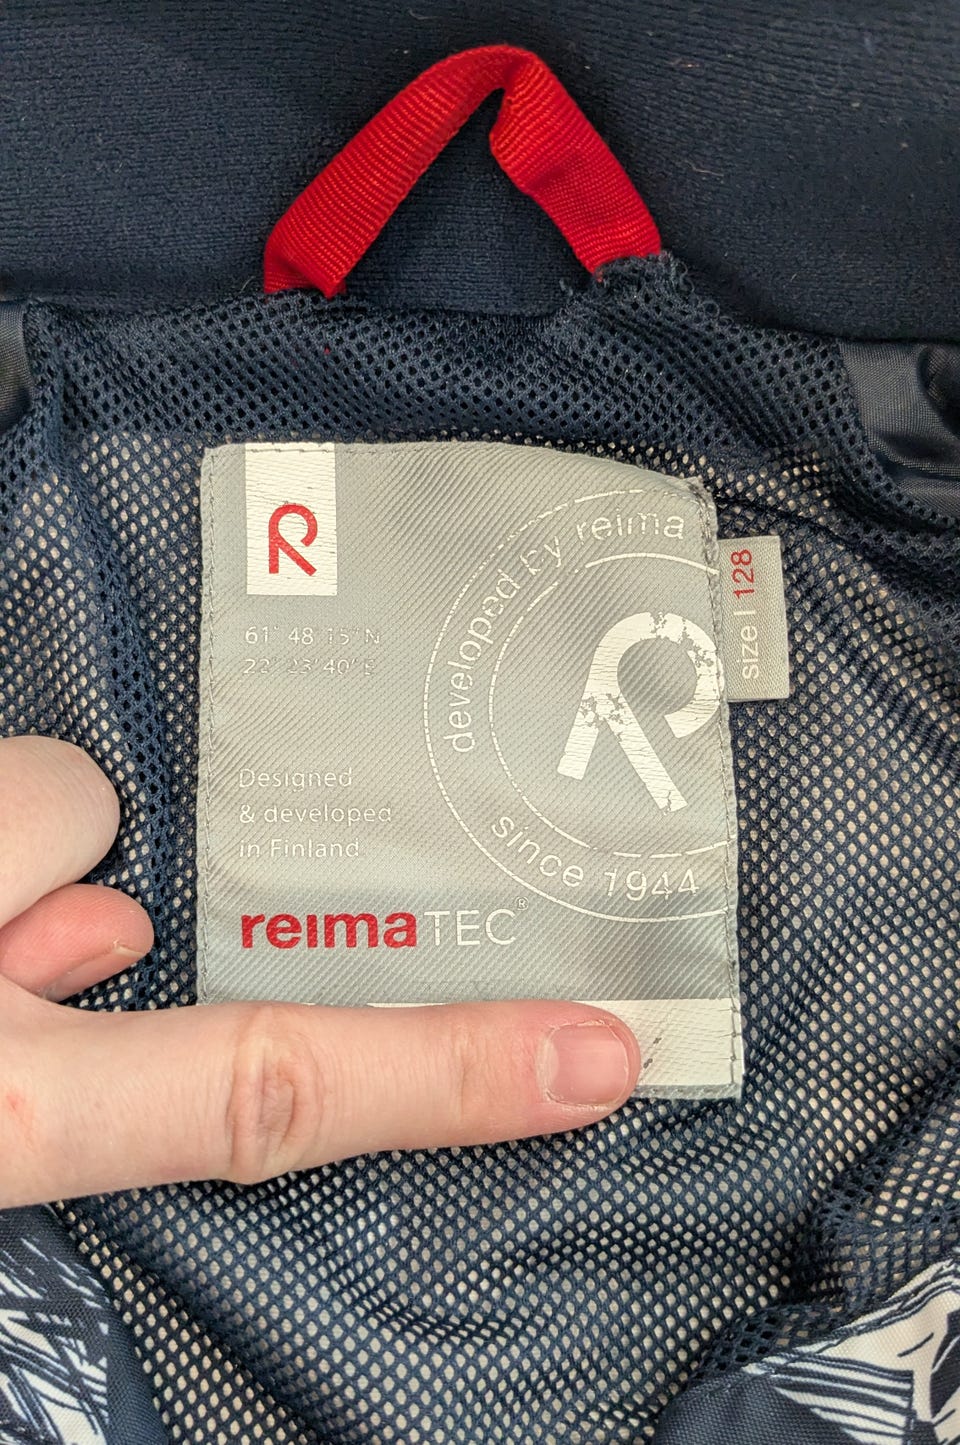 R
61° 48' 15" N
22° 23' 40" E
Designed
& developed
in Finland
reimaTEC®
developed by reima
R
since 1944
size | 128